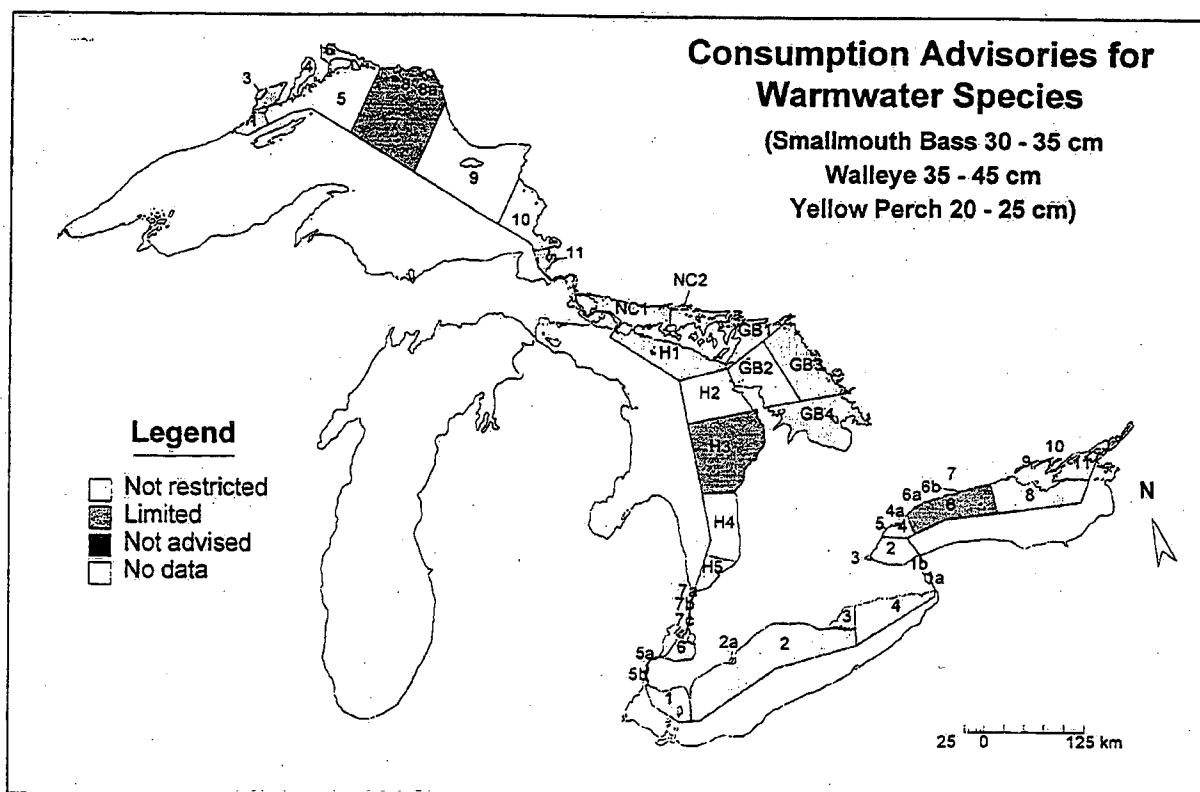 Consumption Advisories for
Warmwater Species
(Smallmouth Bass 30 - 35 cm
Walleye 35 - 45 cm
Yellow Perch 20 - 25 cm)
6
4
3
5
8a
1
9
10
11
NC2
NC1
GB1
H1
GB2
GB3
H2
GB4
H3
H4
H5
Legend
Not restricted
Limited
Not advised
No data
10
9
11
7
6b
6a
8
6
N
4a
5
4
2
3
1b
1a
7a
7b
7c
3
4
2a
2
6
5a
5b
1
25 0 125 km